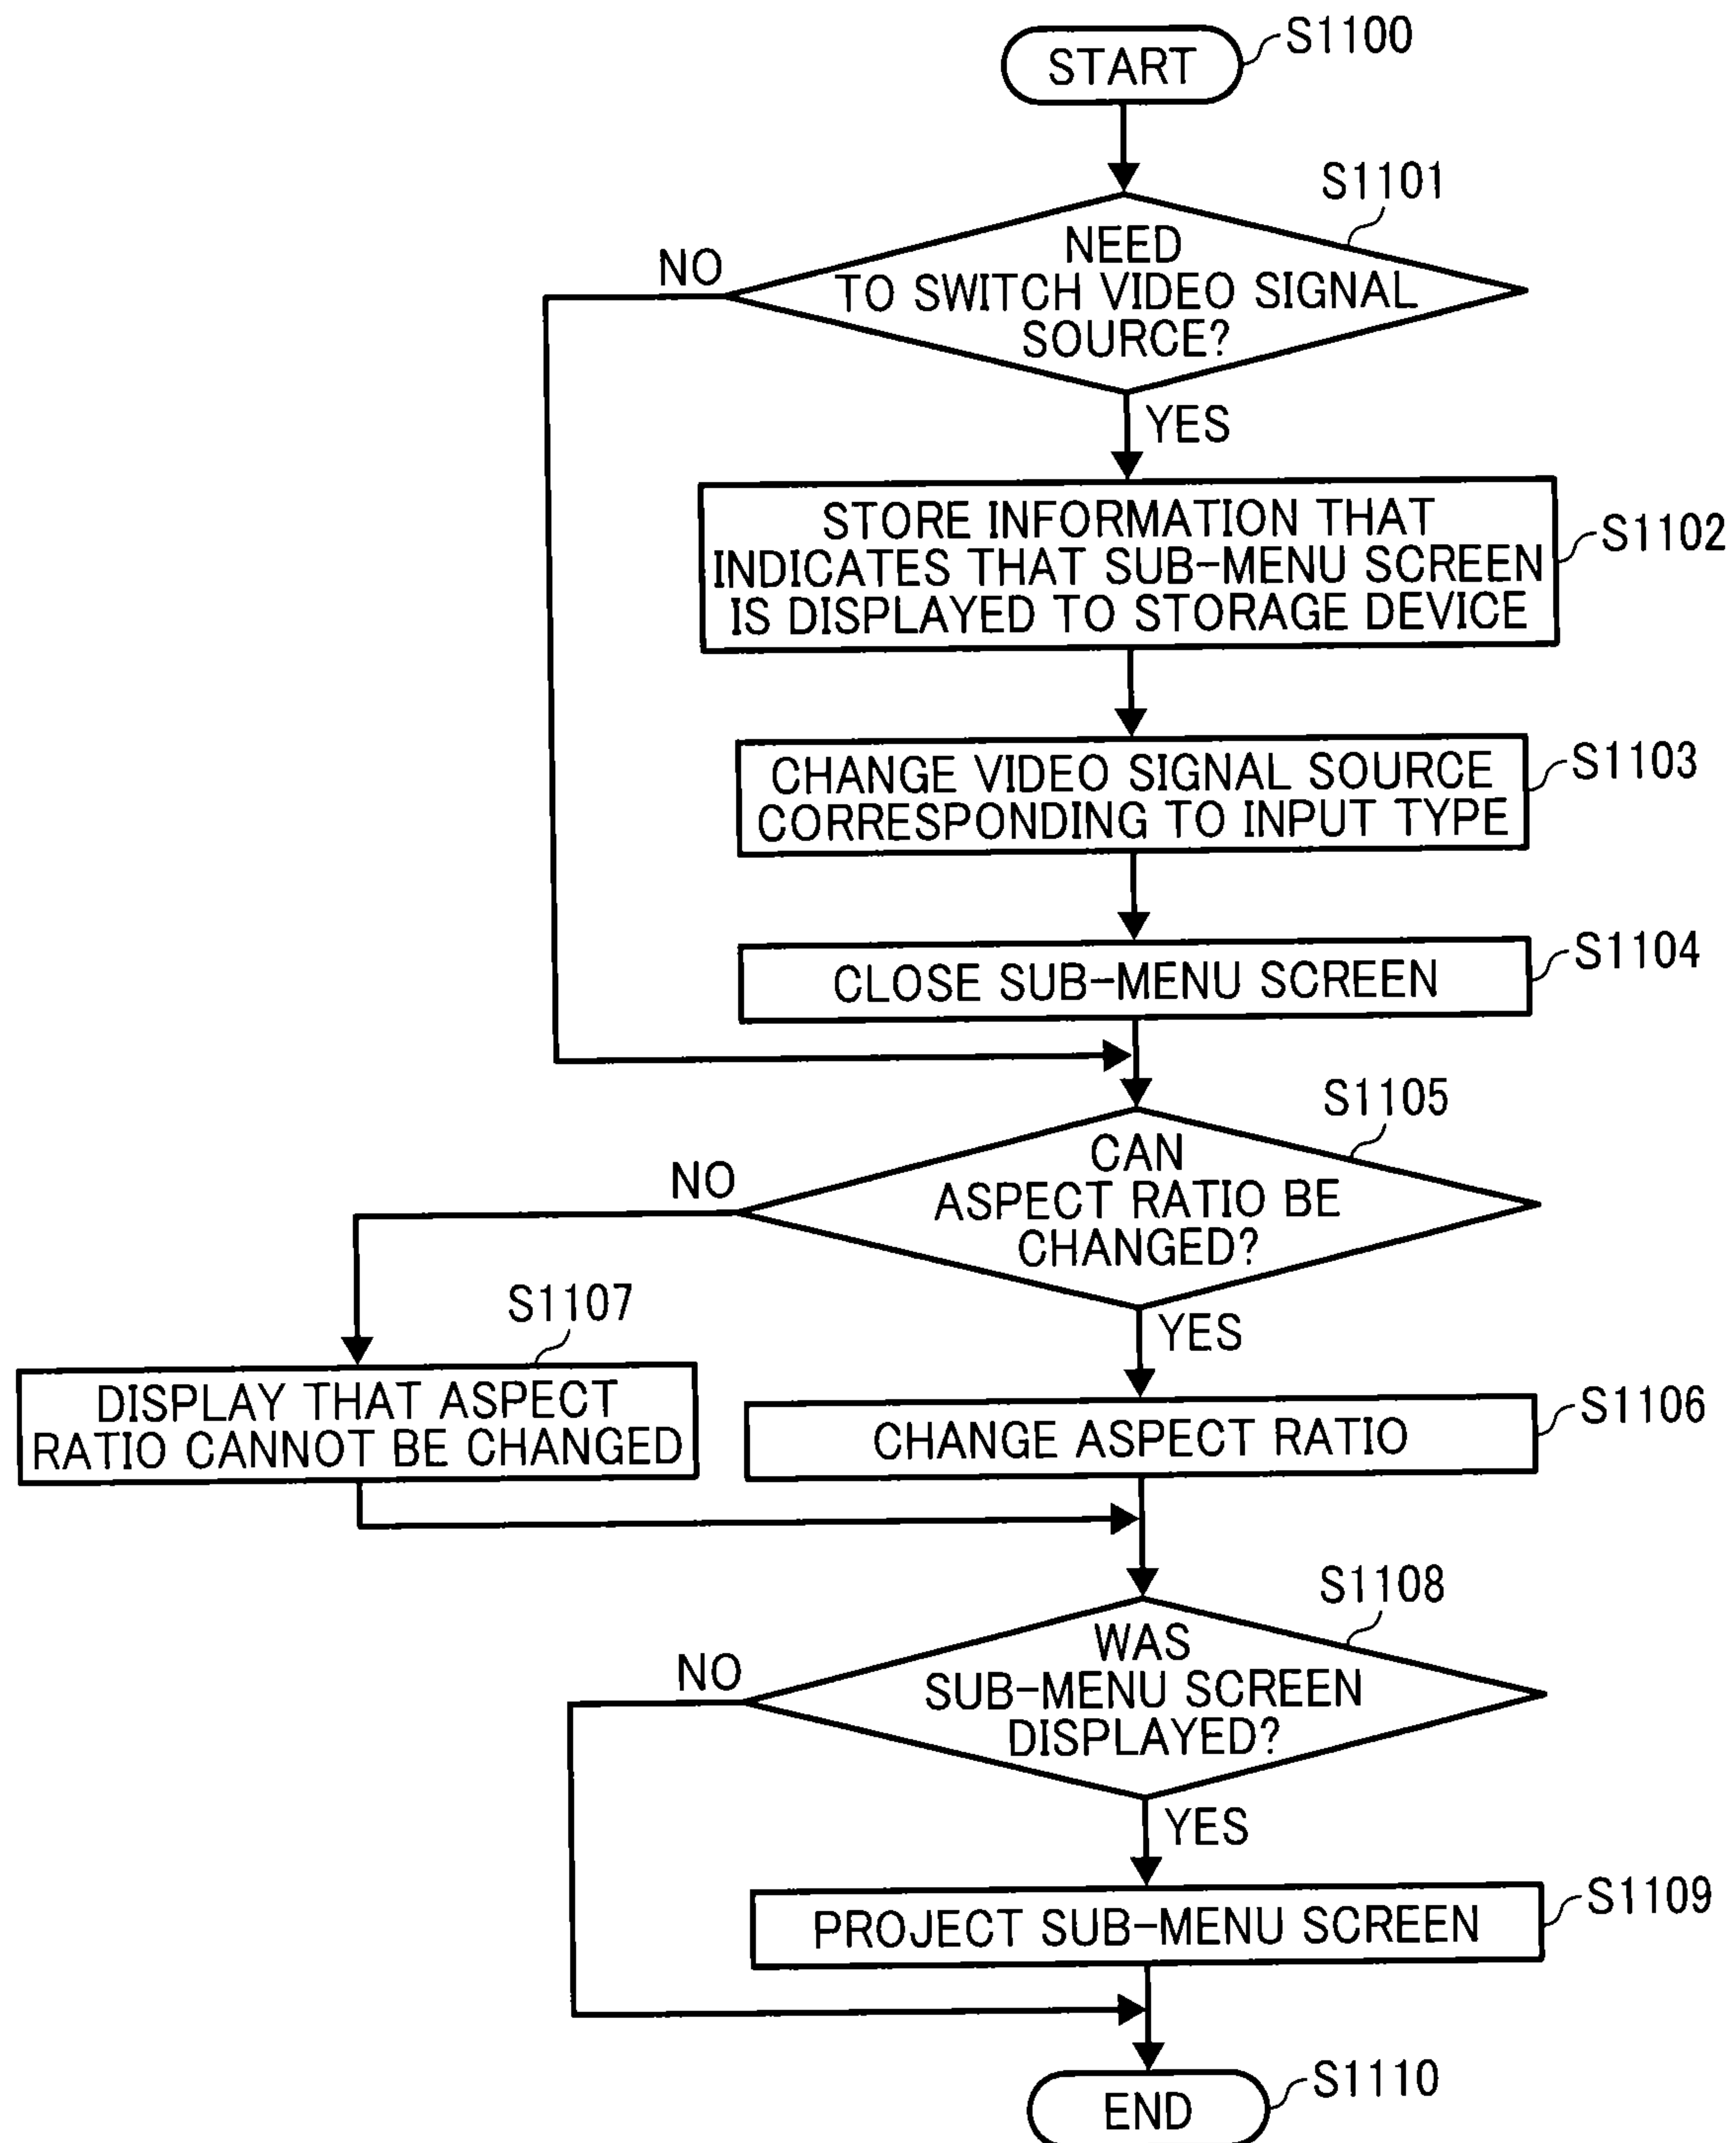 START
S1100
S1101
NEED
TO SWITCH VIDEO SIGNAL
SOURCE?
NO
YES
STORE INFORMATION THAT
INDICATES THAT SUB-MENU SCREEN
IS DISPLAYED TO STORAGE DEVICE
S1102
CHANGE VIDEO SIGNAL SOURCE
CORRESPONDING TO INPUT TYPE
S1103
CLOSE SUB-MENU SCREEN
S1104
S1105
CAN
ASPECT RATIO BE
CHANGED?
NO
YES
S1107
DISPLAY THAT ASPECT
RATIO CANNOT BE CHANGED
CHANGE ASPECT RATIO
S1106
S1108
WAS
SUB-MENU SCREEN
DISPLAYED?
NO
YES
PROJECT SUB-MENU SCREEN
S1109
END
S1110